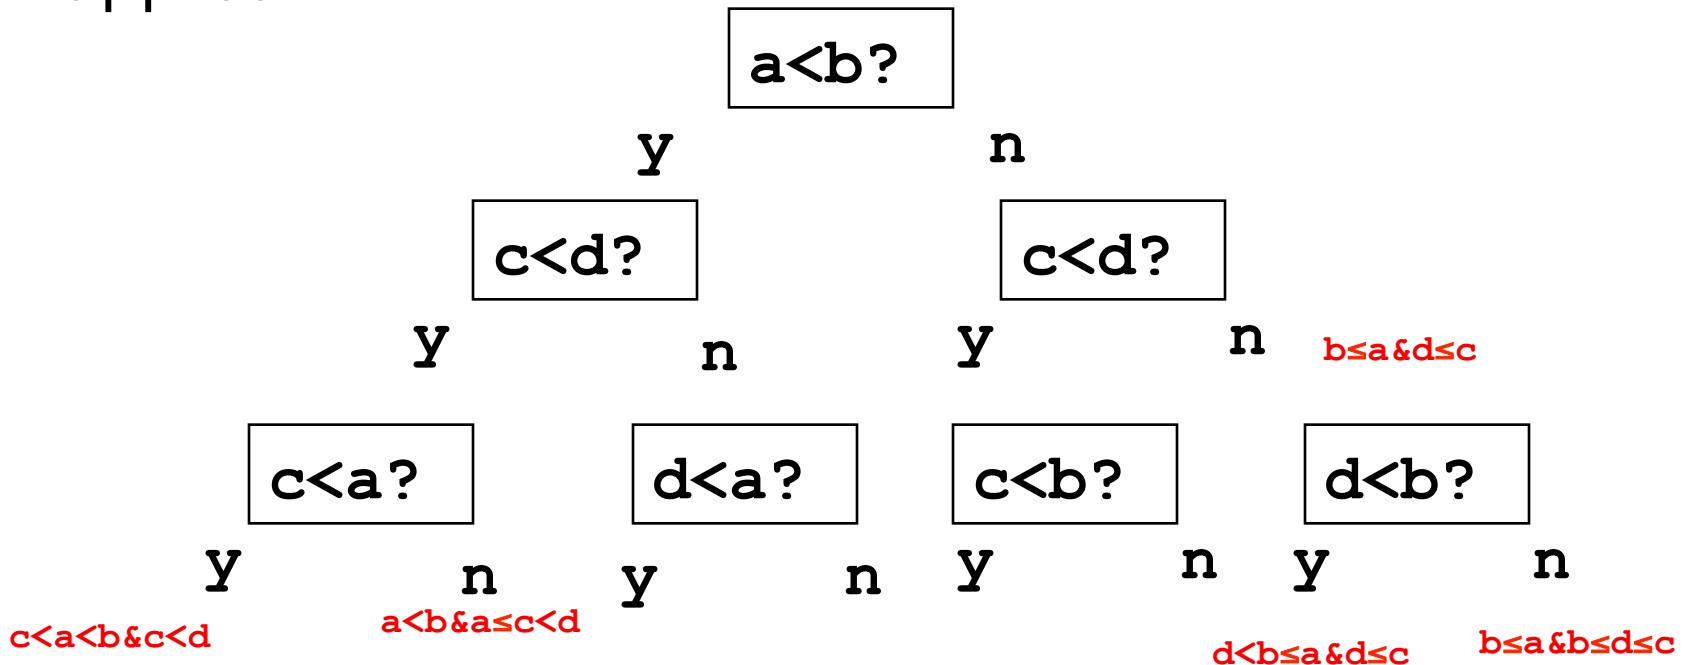 a<b?
y n
c<d? c<d?
y n y n b≤a&d≤c
c<a? d<a? c<b? d<b?
y n y n y n y n
c<a<b&c<d a<b&a≤c<d d<b≤a&d≤c b≤a&b≤d≤c